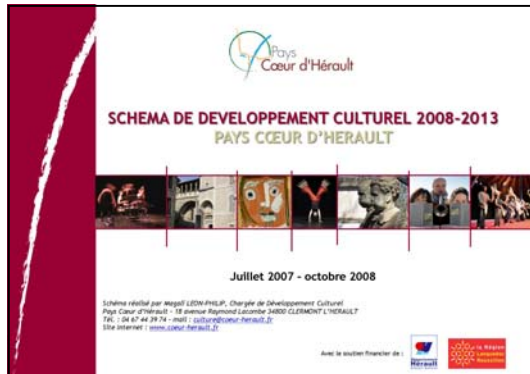 Pays
Cœur d'Hérault
SCHEMA DE DEVELOPPEMENT CULTUREL 2008-2013
PAYS CŒUR D'HERAULT
Juillet 2007 - octobre 2008
Schéma réalisé par Magali LEON-PHILIP, Chargée de Développement Culturel
Pays Cœur d'Hérault - 18 avenue Raymond Lacombe 34800 CLERMONT L'HERAULT
Tél. : 04 67 44 39 74 - mail : culture@coeur-herault.fr
Site internet : www.coeur-herault.fr
Avec le soutien financier de :
Hérault
la Région
Languedoc
Roussillon